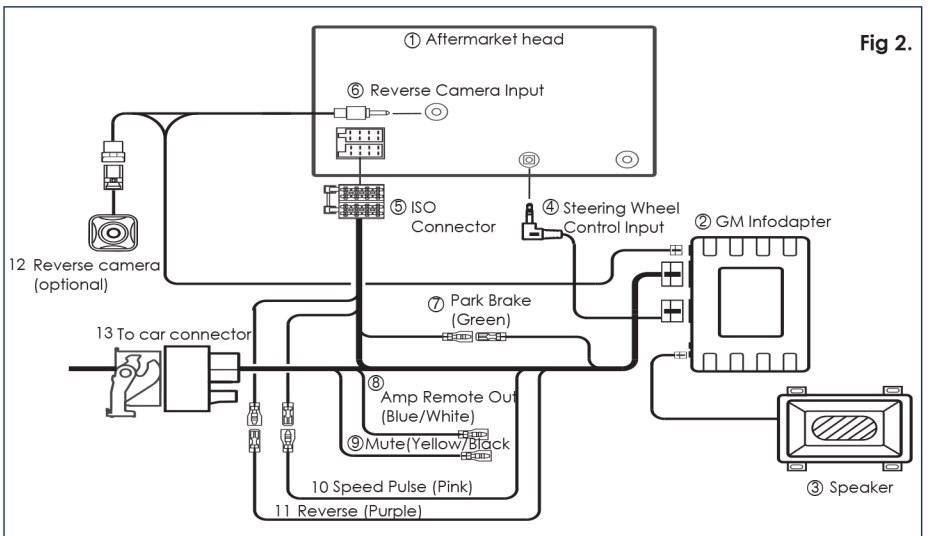 Fig 2.
① Aftermarket head
⑥ Reverse Camera Input
⑤ ISO
Connector
④ Steering Wheel
Control Input
② GM Infodapter
12 Reverse camera
(optional)
⑦ Park Brake
(Green)
13 To car connector
⑧
Amp Remote Out
(Blue/White)
⑨Mute(Yellow/Black
10 Speed Pulse (Pink)
11 Reverse (Purple)
③ Speaker